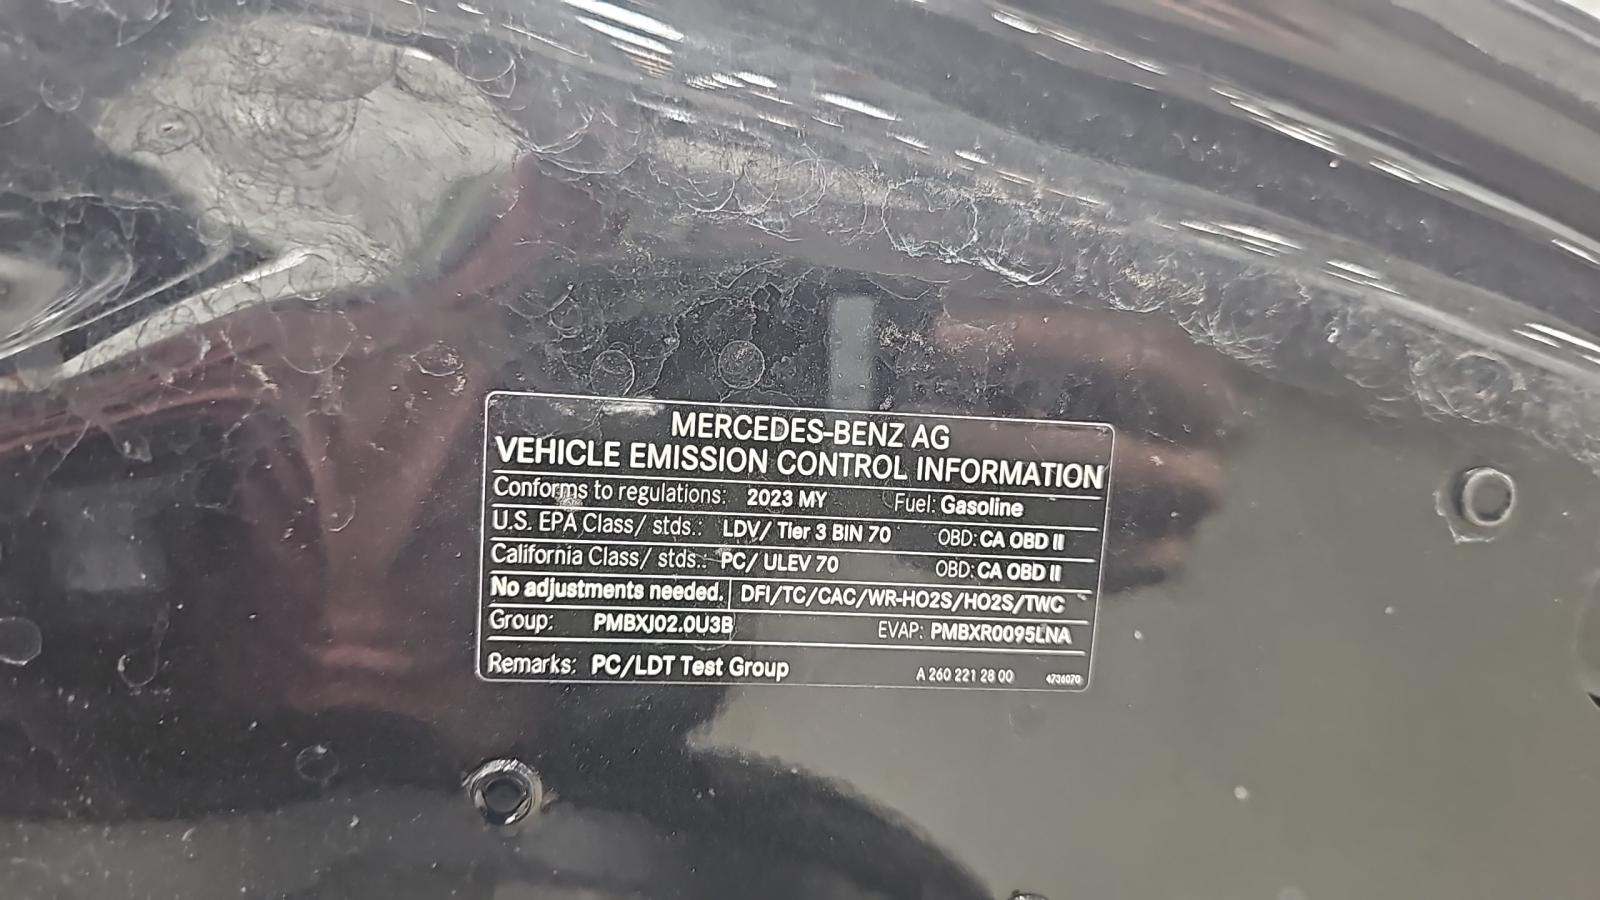 MERCEDES-BENZ AG
VEHICLE EMISSION CONTROL INFORMATION
Conforms to regulations: 2023 MY Fuel: Gasoline
U.S. EPA Class/ stds.: LDV/ Tier 3 BIN 70 OBD: CA OBD II
California Class/ stds.: PC/ ULEV 70 OBD: CA OBD II
No adjustments needed. DFI/TC/CAC/WR-HO2S/HO2S/TWC
Group: PMBXJ02.0U3B EVAP: PMBXR0095LNA
Remarks: PC/LDT Test Group A 260 221 28 00 4736070